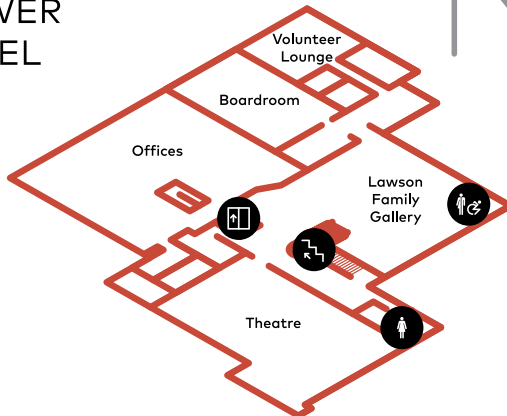 VER
EL
Volunteer
Lounge
Boardroom
Offices
Lawson
Family
Gallery
Theatre